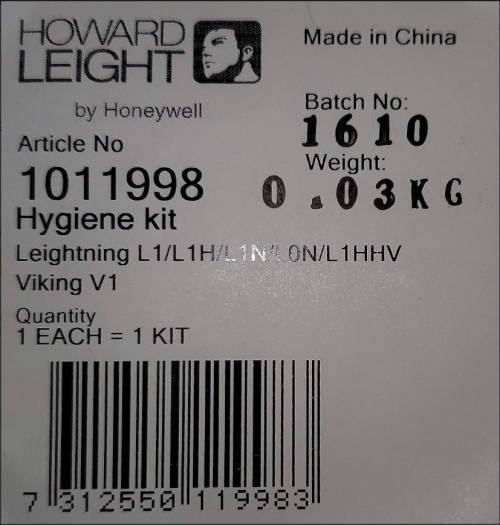 HOWARD
LEIGHT
by Honeywell
Made in China
Batch No:
1610
Weight:
0.03KG
Article No
1011998
Hygiene kit
Leightning L1/L1H/L1N/L0N/L1HHV
Viking V1
Quantity
1 EACH = 1 KIT
7 312550 119983